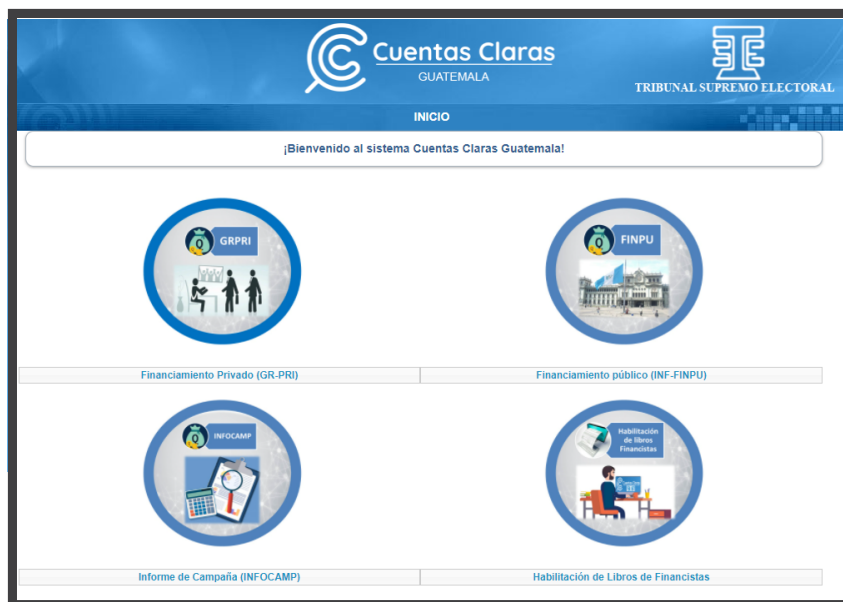 Cuentas Claras
GUATEMALA
TRIBUNAL SUPREMO ELECTORAL
INICIO
¡Bienvenido al sistema Cuentas Claras Guatemala!
Q GRPRI
Q FINPU
Financiamiento Privado (GR-PRI)
Financiamiento público (INF-FINPU)
Q INFOCAMP
Habilitación
de libros
Financistas
Informe de Campaña (INFOCAMP)
Habilitación de Libros de Financistas